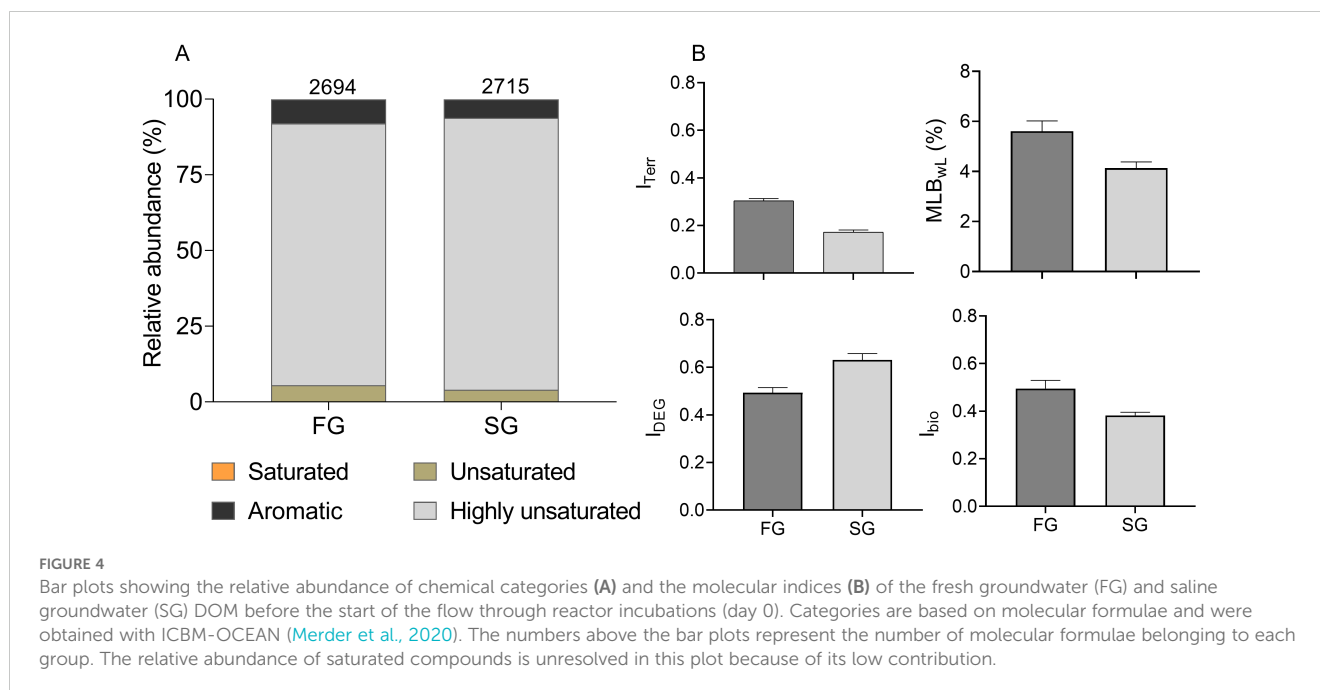 A
2694
2715
100
75
50
25
0
Relative abundance (%)
FG
SG
Saturated
Unsaturated
Aromatic
Highly unsaturated
B
0.8
0.6
0.4
0.2
0.0
I_Terr
8
6
4
2
0
MLB_wL (%)
0.8
0.6
0.4
0.2
0.0
I_DEG
FG
SG
0.8
0.6
0.4
0.2
0.0
I_bio
FG
SG
FIGURE 4
Bar plots showing the relative abundance of chemical categories (A) and the molecular indices (B) of the fresh groundwater (FG) and saline
groundwater (SG) DOM before the start of the flow through reactor incubations (day 0). Categories are based on molecular formulae and were
obtained with ICBM-OCEAN (Merder et al., 2020). The numbers above the bar plots represent the number of molecular formulae belonging to each
group. The relative abundance of saturated compounds is unresolved in this plot because of its low contribution.